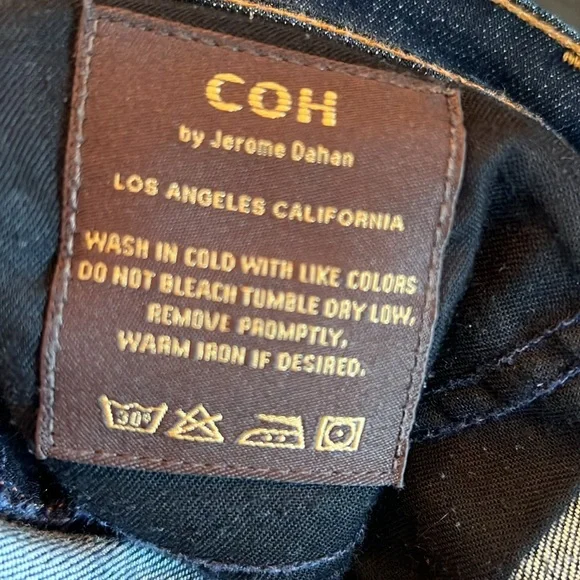 COH
by Jerome Dahan
LOS ANGELES CALIFORNIA
WASH IN COLD WITH LIKE COLORS
DO NOT BLEACH TUMBLE DRY LOW,
REMOVE PROMPTLY,
WARM IRON IF DESIRED.
30°